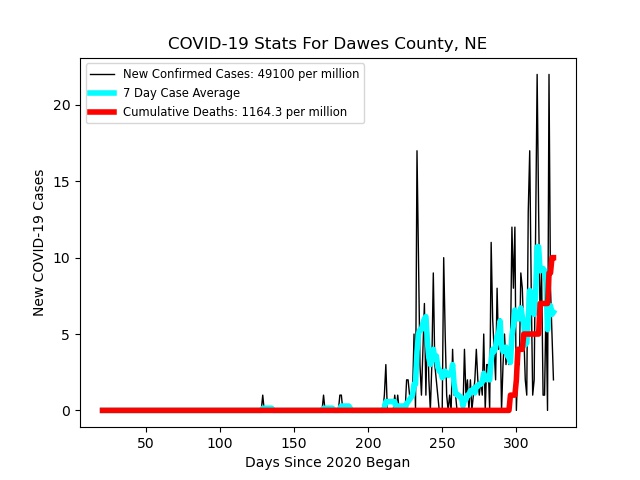 COVID-19 Stats For Dawes County, NE
New Confirmed Cases: 49100 per million
7 Day Case Average
Cumulative Deaths: 1164.3 per million
New COVID-19 Cases
20
15
10
5
0
50
100
150
200
250
300
Days Since 2020 Began